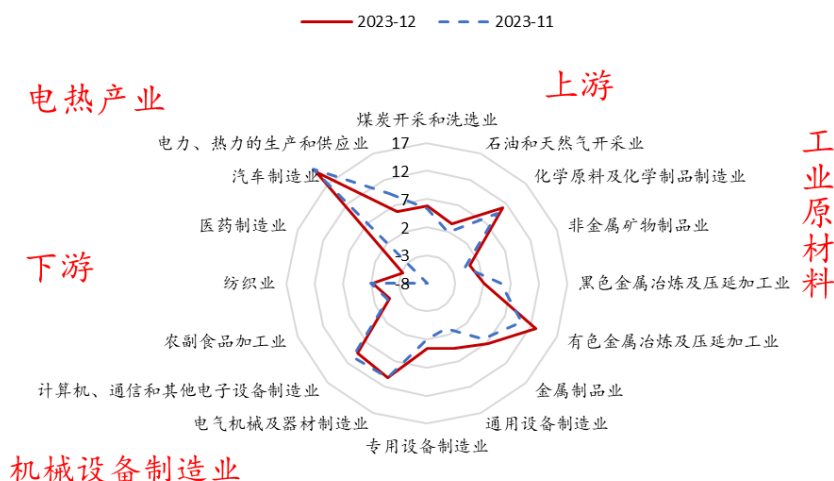 2023-12 2023-11
电热产业
上游
煤炭开采和洗选业
电力、热力的生产和供应业
17
石油和天然气开采业
工业原材料
汽车制造业
12
化学原料及化学制品制造业
医药制造业
7
非金属矿物制品业
2
下游
纺织业
-3
-8
黑色金属冶炼及压延加工业
农副食品加工业
有色金属冶炼及压延加工业
计算机、通信和其他电子设备制造业
金属制品业
电气机械及器材制造业
通用设备制造业
专用设备制造业
机械设备制造业